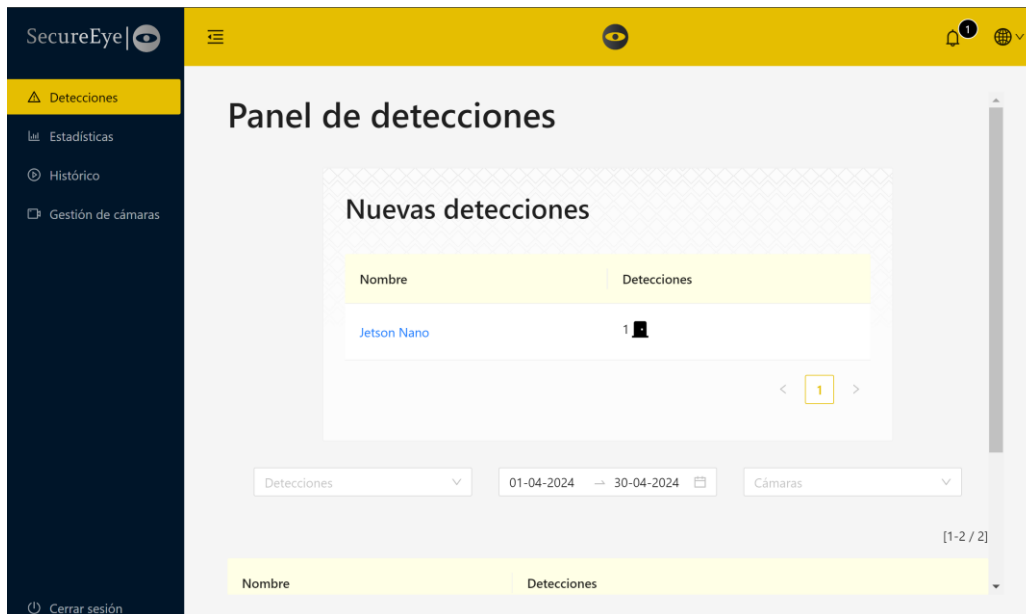 SecureEye|
1
Detecciones
Estadísticas
Histórico
Gestión de cámaras
Cerrar sesión
Panel de detecciones
Nuevas detecciones
Nombre Detecciones
Jetson Nano 1
< 1 >
Detecciones 01-04-2024 → 30-04-2024 Cámaras
[1-2 / 2]
Nombre Detecciones